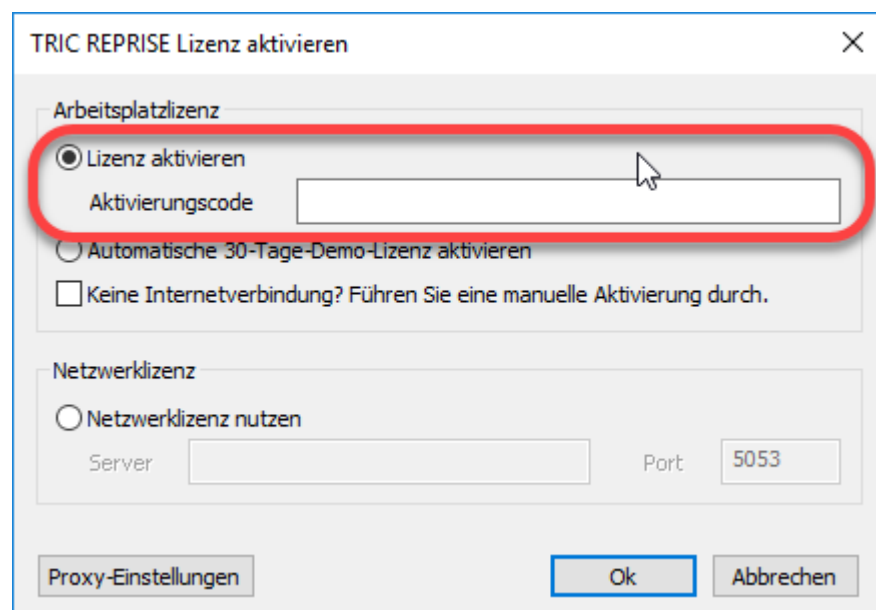 TRIC REPRISE Lizenz aktivieren
Arbeitsplatzlizenz
Lizenz aktivieren
Aktivierungscode
Automatische 30-Tage-Demo-Lizenz aktivieren
Keine Internetverbindung? Führen Sie eine manuelle Aktivierung durch.
Netzwerklizenz
Netzwerklizenz nutzen
Server Port 5053
Proxy-Einstellungen Ok Abbrechen